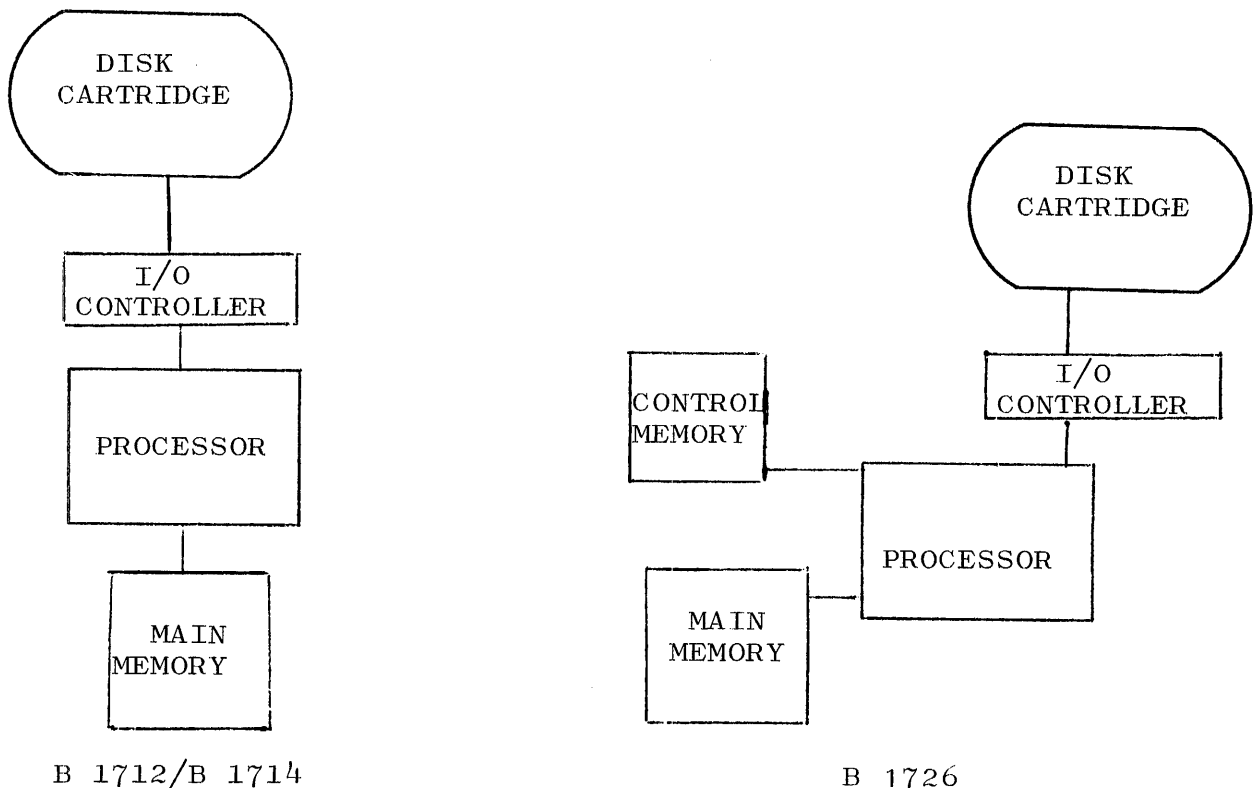 DISK
CARTRIDGE
I/O
CONTROLLER
PROCESSOR
MAIN
MEMORY
B 1712/B 1714
DISK
CARTRIDGE
I/O
CONTROLLER
CONTROL
MEMORY
PROCESSOR
MAIN
MEMORY
B 1726